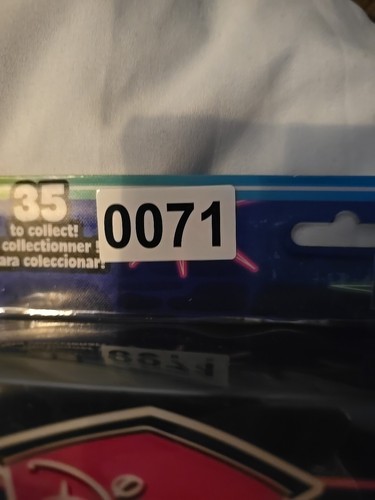 35
to collect!
collectionner !
ara coleccionar!
0071